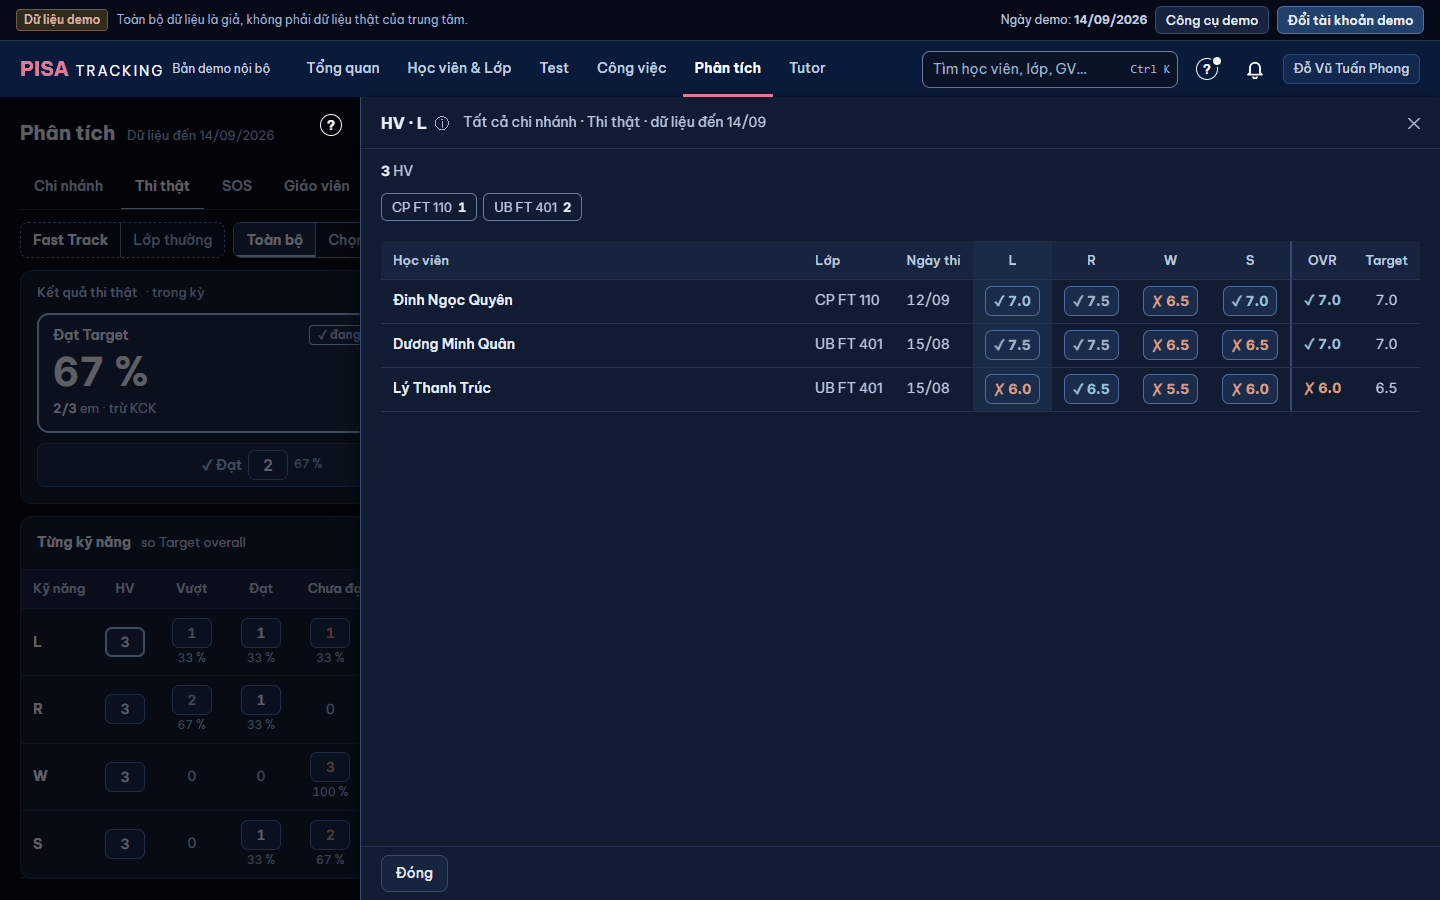 Dữ liệu demo Toàn bộ dữ liệu là giả, không phải dữ liệu thật của trung tâm. Ngày demo: 14/09/2026 Công cụ demo Đổi tài khoản demo
PISA TRACKING Bản demo nội bộ Tổng quan Học viên & Lớp Test Công việc Phân tích Tutor Tìm học viên, lớp, GV... Ctrl K ? Đỗ Vũ Tuấn Phong
Phân tích Dữ liệu đến 14/09/2026 ?
Chi nhánh Thi thật SOS Giáo viên
Fast Track Lớp thường Toàn bộ
Kết quả thi thật · trong kỳ
Đạt Target ✓ đang
67 %
2/3 em · trừ KCK
✓ Đạt 2 67 %
Từng kỹ năng so Target overall
Kỹ năng HV Vượt Đạt Chưa
L 3 1 1 1
33 % 33 % 33 %
R 3 2 1 0
67 % 33 %
W 3 0 0 3
100 %
S 3 0 1 2
33 % 67 %
HV · L ⓘ Tất cả chi nhánh · Thi thật · dữ liệu đến 14/09
3 HV
CP FT 110 1 UB FT 401 2
Học viên Lớp Ngày thi L R W S OVR Target
Đinh Ngọc Quyên CP FT 110 12/09 ✓ 7.0 ✓ 7.5 ✗ 6.5 ✓ 7.0 ✓ 7.0 7.0
Dương Minh Quân UB FT 401 15/08 ✓ 7.5 ✓ 7.5 ✗ 6.5 ✗ 6.5 ✓ 7.0 7.0
Lý Thanh Trúc UB FT 401 15/08 ✗ 6.0 ✓ 6.5 ✗ 5.5 ✗ 6.0 ✗ 6.0 6.5
Đóng